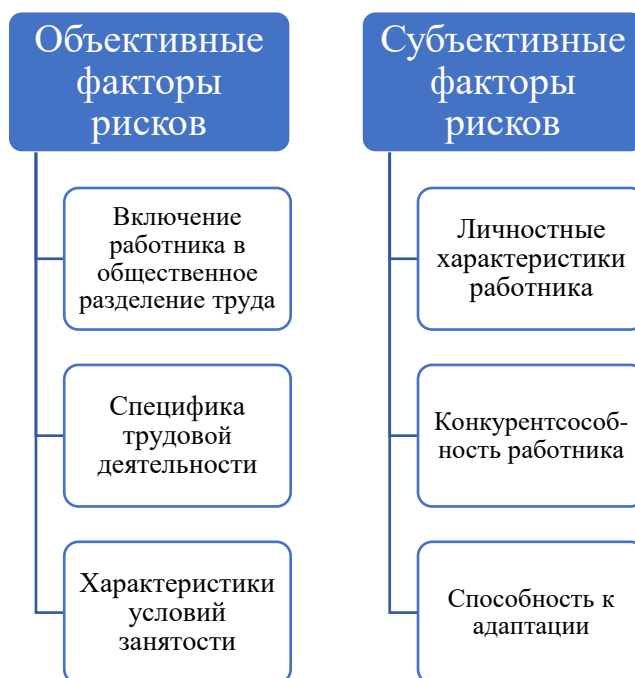 Объективные
факторы
рисков
Включение
работника в
общественное
разделение труда
Специфика
трудовой
деятельности
Характеристики
условий
занятости
Субъективные
факторы
рисков
Личностные
характеристики
работника
Конкурентсособ-
ность работника
Способность к
адаптации